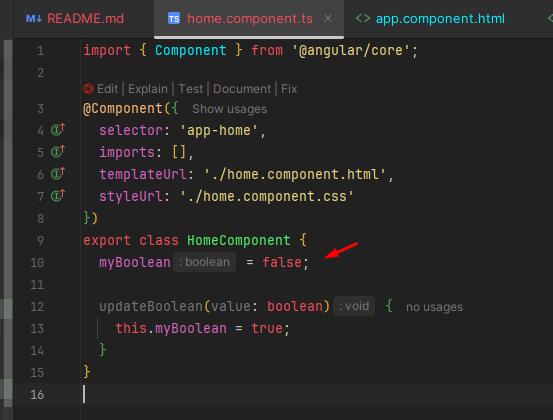 README.md home.component.ts app.component.html
1 import { Component } from '@angular/core';
2
Edit | Explain | Test | Document | Fix
3 @Component({ Show usages
4 selector: 'app-home',
5 imports: [],
6 templateUrl: './home.component.html',
7 styleUrl: './home.component.css'
8 })
9 export class HomeComponent {
10 myBoolean : boolean = false;
11
12 updateBoolean(value: boolean) : void { no usages
13 this.myBoolean = true;
14 }
15 }
16